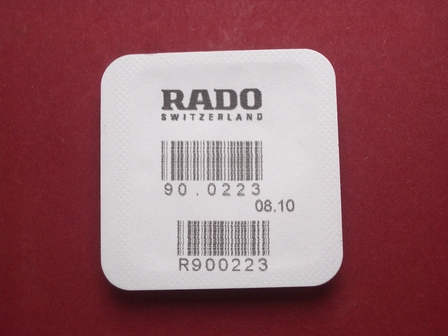 RADO
SWITZERLAND
90.0223
08.10
R900223